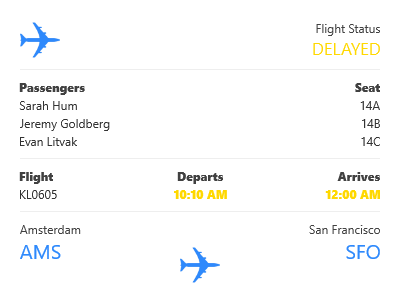 Flight Status
DELAYED
Passengers Seat
Sarah Hum 14A
Jeremy Goldberg 14B
Evan Litvak 14C
Flight Departs Arrives
KL0605 10:10 AM 12:00 AM
Amsterdam San Francisco
AMS SFO